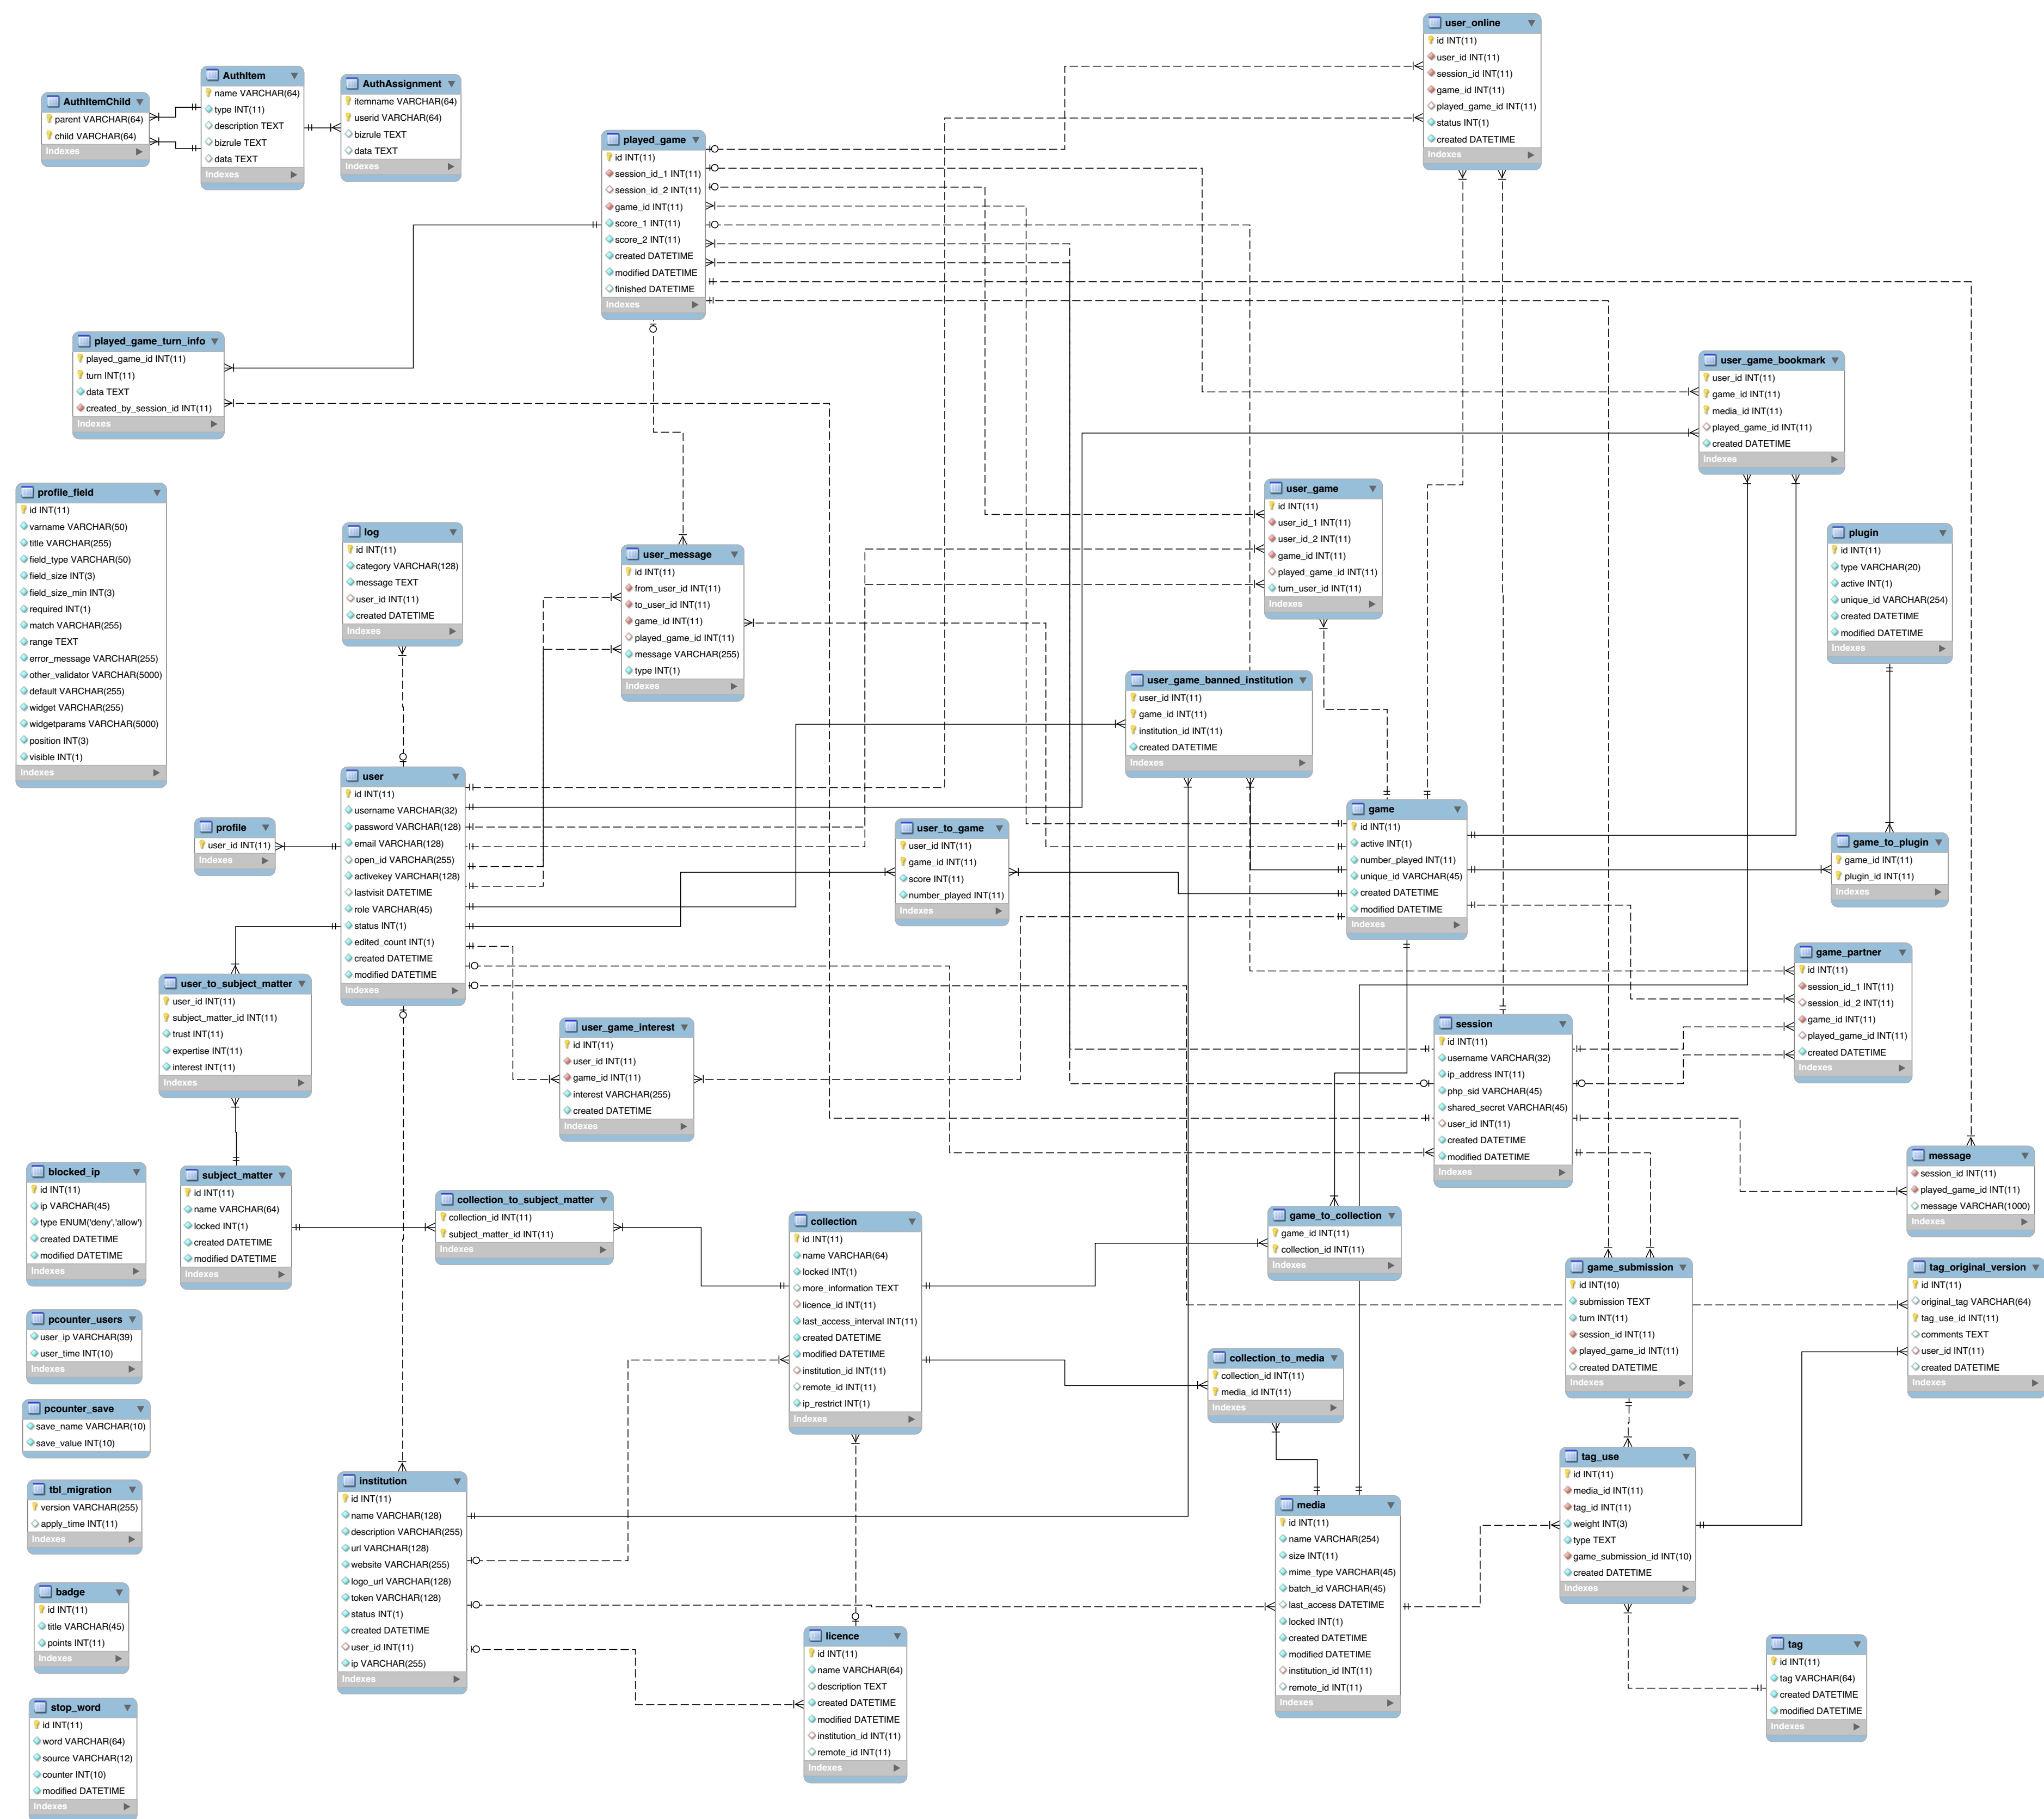 user_online
id INT(11)
user_id INT(11)
session_id INT(11)
game_id INT(11)
played_game_id INT(11)
status INT(1)
created DATETIME
Indexes
AuthItem
name VARCHAR(64)
type INT(11)
description TEXT
bizrule TEXT
data TEXT
Indexes
AuthAssignment
itemname VARCHAR(64)
userid VARCHAR(64)
bizrule TEXT
data TEXT
Indexes
AuthItemChild
parent VARCHAR(64)
child VARCHAR(64)
Indexes
played_game
id INT(11)
session_id_1 INT(11)
session_id_2 INT(11)
game_id INT(11)
score_1 INT(11)
score_2 INT(11)
created DATETIME
modified DATETIME
finished DATETIME
Indexes
played_game_turn_info
played_game_id INT(11)
turn INT(11)
data TEXT
created_by_session_id INT(11)
Indexes
user_game_bookmark
user_id INT(11)
game_id INT(11)
media_id INT(11)
played_game_id INT(11)
created DATETIME
Indexes
profile_field
id INT(11)
varname VARCHAR(50)
title VARCHAR(255)
field_type VARCHAR(50)
field_size INT(3)
field_size_min INT(3)
required INT(1)
match VARCHAR(255)
range TEXT
error_message VARCHAR(255)
other_validator VARCHAR(5000)
default VARCHAR(255)
widget VARCHAR(255)
widgetparams VARCHAR(5000)
position INT(3)
visible INT(1)
Indexes
log
id INT(11)
category VARCHAR(128)
message TEXT
user_id INT(11)
created DATETIME
Indexes
user_message
id INT(11)
from_user_id INT(11)
to_user_id INT(11)
game_id INT(11)
played_game_id INT(11)
message VARCHAR(255)
type INT(1)
Indexes
user_game
id INT(11)
user_id_1 INT(11)
user_id_2 INT(11)
game_id INT(11)
played_game_id INT(11)
turn_user_id INT(11)
Indexes
plugin
id INT(11)
type VARCHAR(20)
active INT(1)
unique_id VARCHAR(254)
created DATETIME
modified DATETIME
Indexes
user_game_banned_institution
user_id INT(11)
game_id INT(11)
institution_id INT(11)
created DATETIME
Indexes
user
id INT(11)
username VARCHAR(32)
password VARCHAR(128)
email VARCHAR(128)
open_id VARCHAR(255)
activekey VARCHAR(128)
lastvisit DATETIME
role VARCHAR(45)
status INT(1)
edited_count INT(1)
created DATETIME
modified DATETIME
Indexes
profile
user_id INT(11)
Indexes
user_to_game
user_id INT(11)
game_id INT(11)
score INT(11)
number_played INT(11)
Indexes
game
id INT(11)
active INT(1)
number_played INT(11)
unique_id VARCHAR(45)
created DATETIME
modified DATETIME
Indexes
game_to_plugin
game_id INT(11)
plugin_id INT(11)
Indexes
game_partner
id INT(11)
session_id_1 INT(11)
session_id_2 INT(11)
game_id INT(11)
played_game_id INT(11)
created DATETIME
Indexes
user_to_subject_matter
user_id INT(11)
subject_matter_id INT(11)
trust INT(11)
expertise INT(11)
interest INT(11)
Indexes
user_game_interest
id INT(11)
user_id INT(11)
game_id INT(11)
interest VARCHAR(255)
created DATETIME
Indexes
session
id INT(11)
username VARCHAR(32)
ip_address INT(11)
php_sid VARCHAR(45)
shared_secret VARCHAR(45)
user_id INT(11)
created DATETIME
modified DATETIME
Indexes
message
session_id INT(11)
played_game_id INT(11)
message VARCHAR(1000)
Indexes
blocked_ip
id INT(11)
ip VARCHAR(45)
type ENUM('deny','allow')
created DATETIME
modified DATETIME
Indexes
subject_matter
id INT(11)
name VARCHAR(64)
locked INT(1)
created DATETIME
modified DATETIME
Indexes
collection_to_subject_matter
collection_id INT(11)
subject_matter_id INT(11)
Indexes
collection
id INT(11)
name VARCHAR(64)
locked INT(1)
more_information TEXT
licence_id INT(11)
last_access_interval INT(11)
created DATETIME
modified DATETIME
institution_id INT(11)
remote_id INT(11)
ip_restrict INT(1)
Indexes
game_to_collection
game_id INT(11)
collection_id INT(11)
Indexes
game_submission
id INT(10)
submission TEXT
turn INT(11)
session_id INT(11)
played_game_id INT(11)
created DATETIME
Indexes
tag_original_version
id INT(11)
original_tag VARCHAR(64)
tag_use_id INT(11)
comments TEXT
user_id INT(11)
created DATETIME
Indexes
pcounter_users
user_ip VARCHAR(39)
user_time INT(10)
Indexes
collection_to_media
collection_id INT(11)
media_id INT(11)
Indexes
pcounter_save
save_name VARCHAR(10)
save_value INT(10)
tag_use
id INT(11)
media_id INT(11)
tag_id INT(11)
weight INT(3)
type TEXT
game_submission_id INT(10)
created DATETIME
Indexes
tbl_migration
version VARCHAR(255)
apply_time INT(11)
Indexes
institution
id INT(11)
name VARCHAR(128)
description VARCHAR(255)
url VARCHAR(128)
website VARCHAR(255)
logo_url VARCHAR(128)
token VARCHAR(128)
status INT(1)
created DATETIME
user_id INT(11)
ip VARCHAR(255)
Indexes
media
id INT(11)
name VARCHAR(254)
size INT(11)
mime_type VARCHAR(45)
batch_id VARCHAR(45)
last_access DATETIME
locked INT(1)
created DATETIME
modified DATETIME
institution_id INT(11)
remote_id INT(11)
Indexes
badge
id INT(11)
title VARCHAR(45)
points INT(11)
Indexes
licence
id INT(11)
name VARCHAR(64)
description TEXT
created DATETIME
modified DATETIME
institution_id INT(11)
remote_id INT(11)
Indexes
tag
id INT(11)
tag VARCHAR(64)
created DATETIME
modified DATETIME
Indexes
stop_word
id INT(11)
word VARCHAR(64)
source VARCHAR(12)
counter INT(10)
modified DATETIME
Indexes